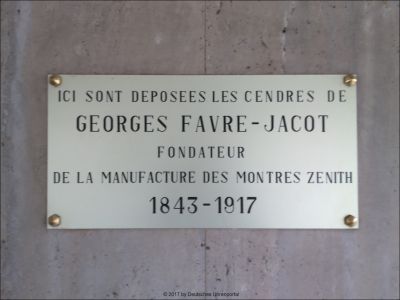 ICI SONT DEPOSEES LES CENDRES DE
GEORGES FAVRE-JACOT
FONDATEUR
DE LA MANUFACTURE DES MONTRES ZENITH
1843-1917
© 2017 by Deutsches Uhrenportal